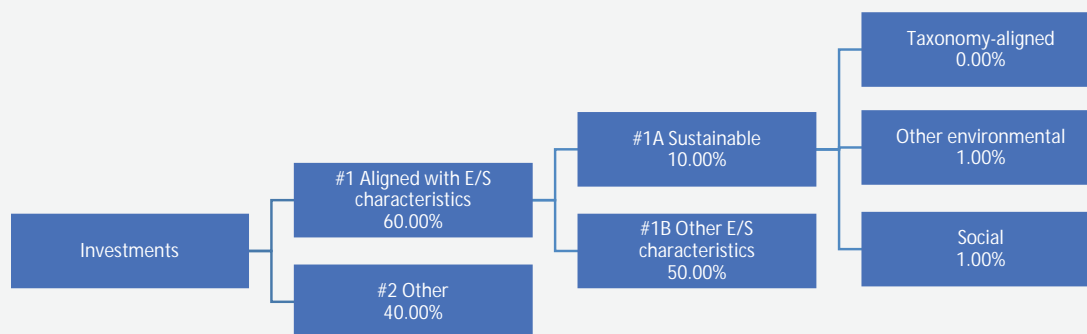 Investments
#1 Aligned with E/S
characteristics
60.00%
#2 Other
40.00%
#1A Sustainable
10.00%
#1B Other E/S
characteristics
50.00%
Taxonomy-aligned
0.00%
Other environmental
1.00%
Social
1.00%